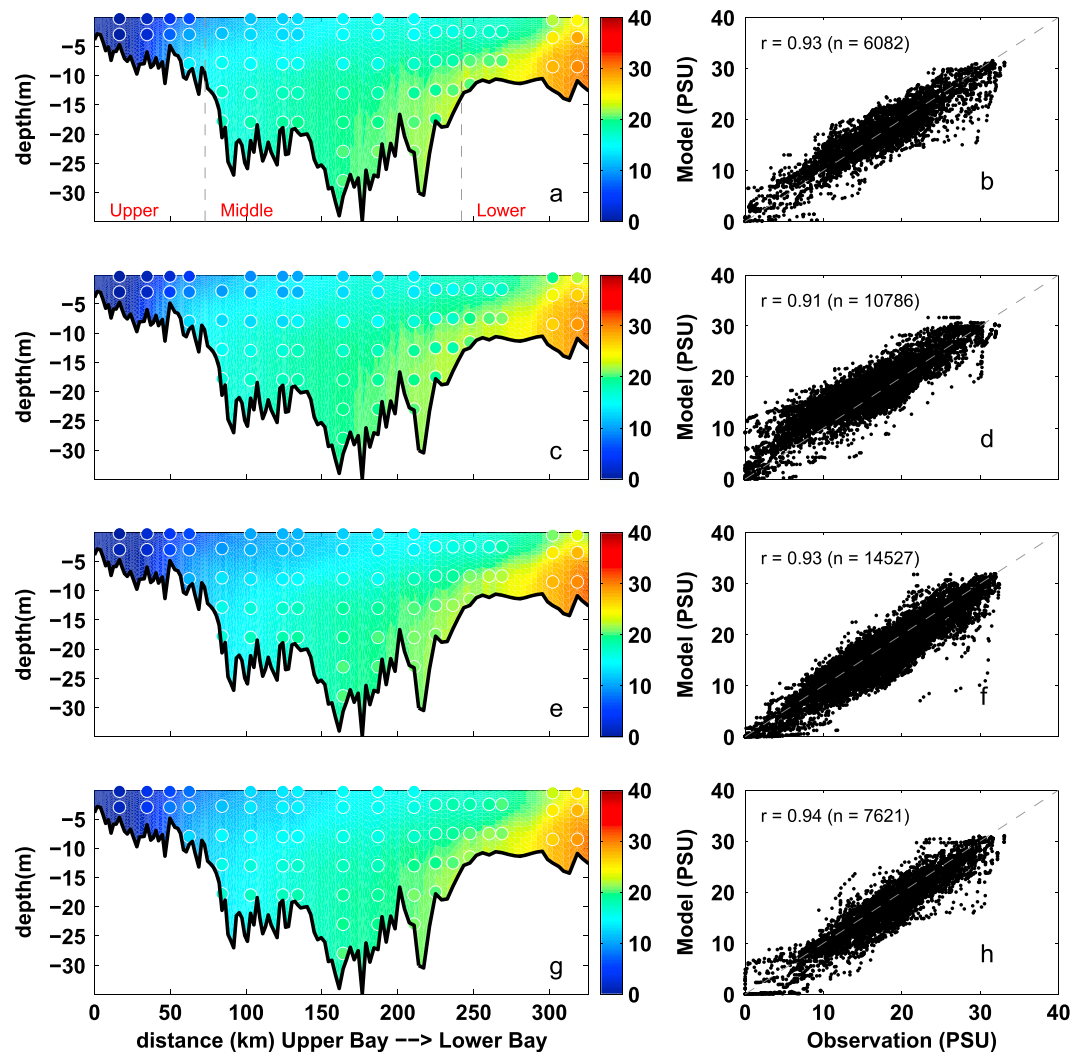 depth(m)
−5
−10
−15
−20
−25
−30
Upper
Middle
Lower
a
40
30
20
10
0
Model (PSU)
40
30
20
10
0
r = 0.93 (n = 6082)
b
depth(m)
−5
−10
−15
−20
−25
−30
c
40
30
20
10
0
Model (PSU)
40
30
20
10
0
r = 0.91 (n = 10786)
d
depth(m)
−5
−10
−15
−20
−25
−30
e
40
30
20
10
0
Model (PSU)
40
30
20
10
0
r = 0.93 (n = 14527)
f
depth(m)
−5
−10
−15
−20
−25
−30
g
0 50 100 150 200 250 300
distance (km) Upper Bay −−> Lower Bay
40
30
20
10
0
Model (PSU)
40
30
20
10
0
r = 0.94 (n = 7621)
h
0 10 20 30 40
Observation (PSU)